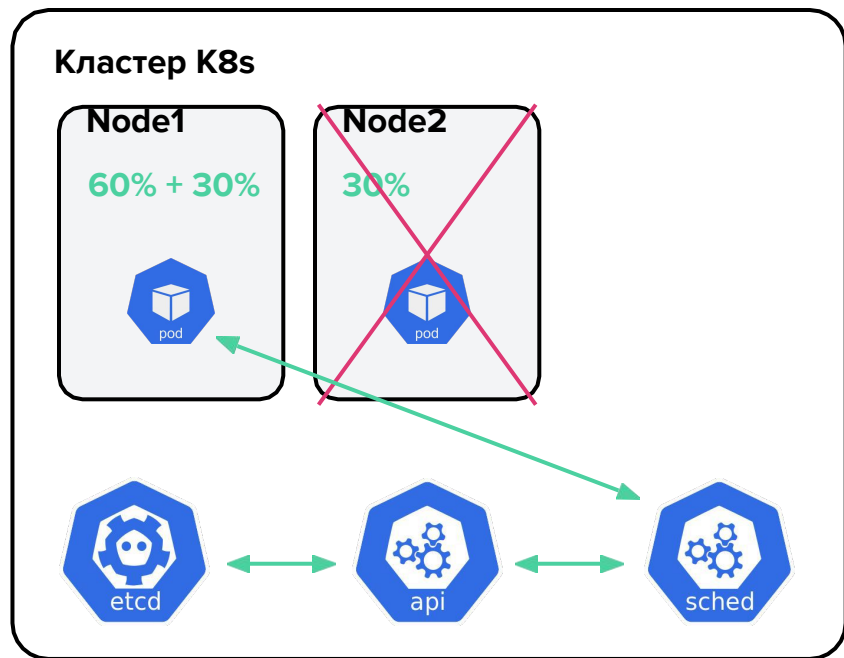 Кластер K8s
Node1
Node2
60% + 30%
30%
pod
pod
etcd
api
sched